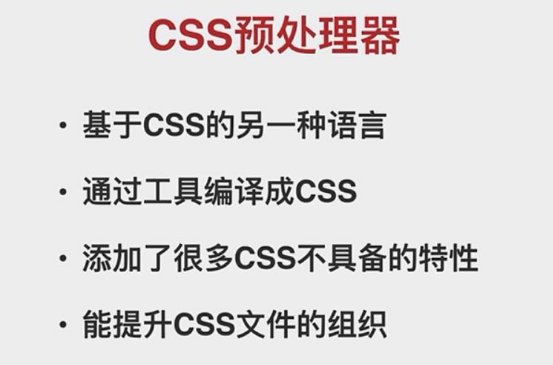 CSS预处理器
• 基于CSS的另一种语言
• 通过工具编译成CSS
• 添加了很多CSS不具备的特性
• 能提升CSS文件的组织